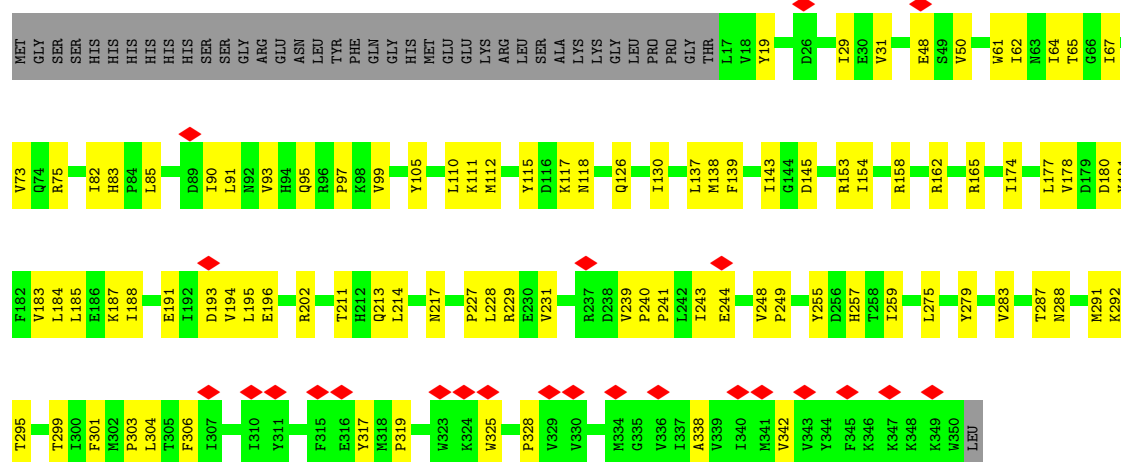 MET GLY SER SER HIS HIS HIS HIS HIS HIS SER SER GLY ARG GLU ASN LEU TYR PHE GLN GLY HIS MET GLU GLU LYS ARG LEU SER ALA LYS LYS GLY LEU PRO PRO GLY THR L17 V18 Y19 D26 I29 E30 V31 E48 S49 V50 W61 I62 N63 I64 T65 G66 I67
V73 Q74 R75 I82 H83 P84 L85 D89 I90 L91 N92 V93 H94 Q95 R96 P97 K98 V99 Y105 L110 K111 M112 Y115 D116 K117 N118 Q126 I130 L137 M138 F139 I143 G144 D145 R153 I154 R158 R162 R165 I174 L177 V178 D179 D180
F182 V183 L184 L185 E186 K187 I188 E191 I192 D193 V194 L195 E196 R202 T211 H212 Q213 L214 N217 P227 L228 R229 E230 V231 R237 D238 V239 P240 P241 L242 I243 E244 V248 P249 Y255 D256 H257 T258 I259 L275 Y279 V283 T287 N288 M291 K292
T295 T299 I300 F301 M302 P303 L304 T305 F306 I307 I310 Y311 F315 E316 Y317 M318 P319 W323 K324 W325 P328 V329 V330 M334 G335 V336 I337 A338 V339 I340 M341 V342 V343 Y344 F345 K346 K347 K348 K349 W350 LEU